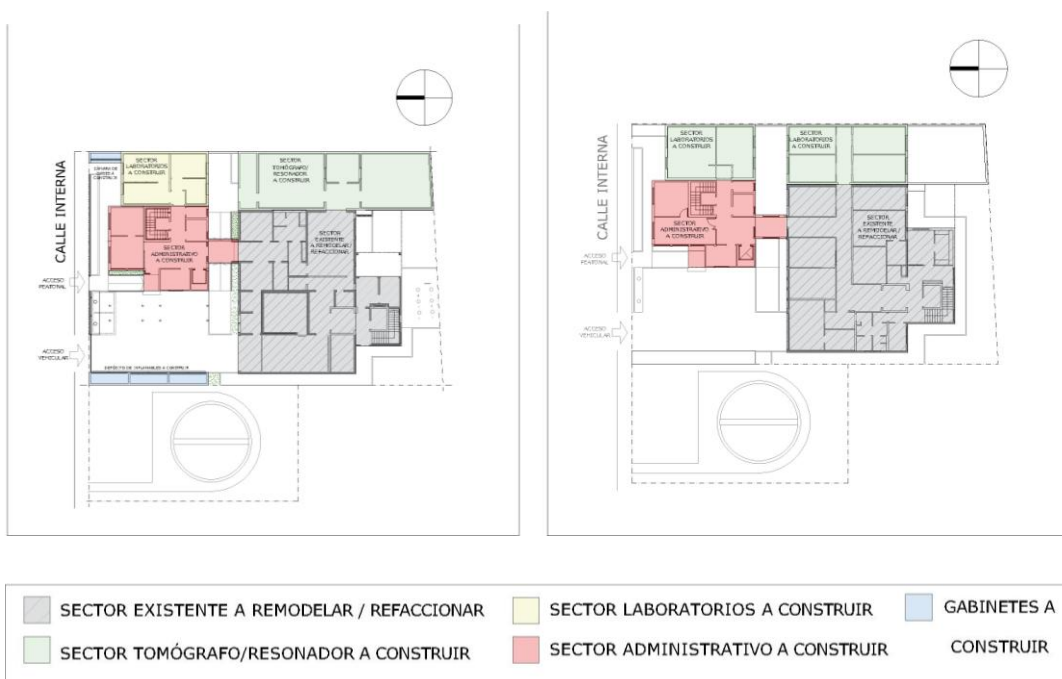 CALLE INTERNA
SECTOR
LABORATORIOS
A CONSTRUIR
SECTOR
TOMÓGRAFO/
RESONADOR
A CONSTRUIR
SECTOR
ADMINISTRATIVO
A CONSTRUIR
SECTOR
EXISTENTE
A REMODELAR/
REFACCIONAR
ACCESO
PEATONAL
ACCESO
VEHICULAR
CALLE INTERNA
SECTOR
LABORATORIOS
A CONSTRUIR
SECTOR
LABORATORIOS
A CONSTRUIR
SECTOR
ADMINISTRATIVO
A CONSTRUIR
SECTOR
EXISTENTE
A REMODELAR/
REFACCIONAR
ACCESO
PEATONAL
ACCESO
VEHICULAR
SECTOR EXISTENTE A REMODELAR / REFACCIONAR
SECTOR LABORATORIOS A CONSTRUIR
GABINETES A
CONSTRUIR
SECTOR TOMÓGRAFO/RESONADOR A CONSTRUIR
SECTOR ADMINISTRATIVO A CONSTRUIR